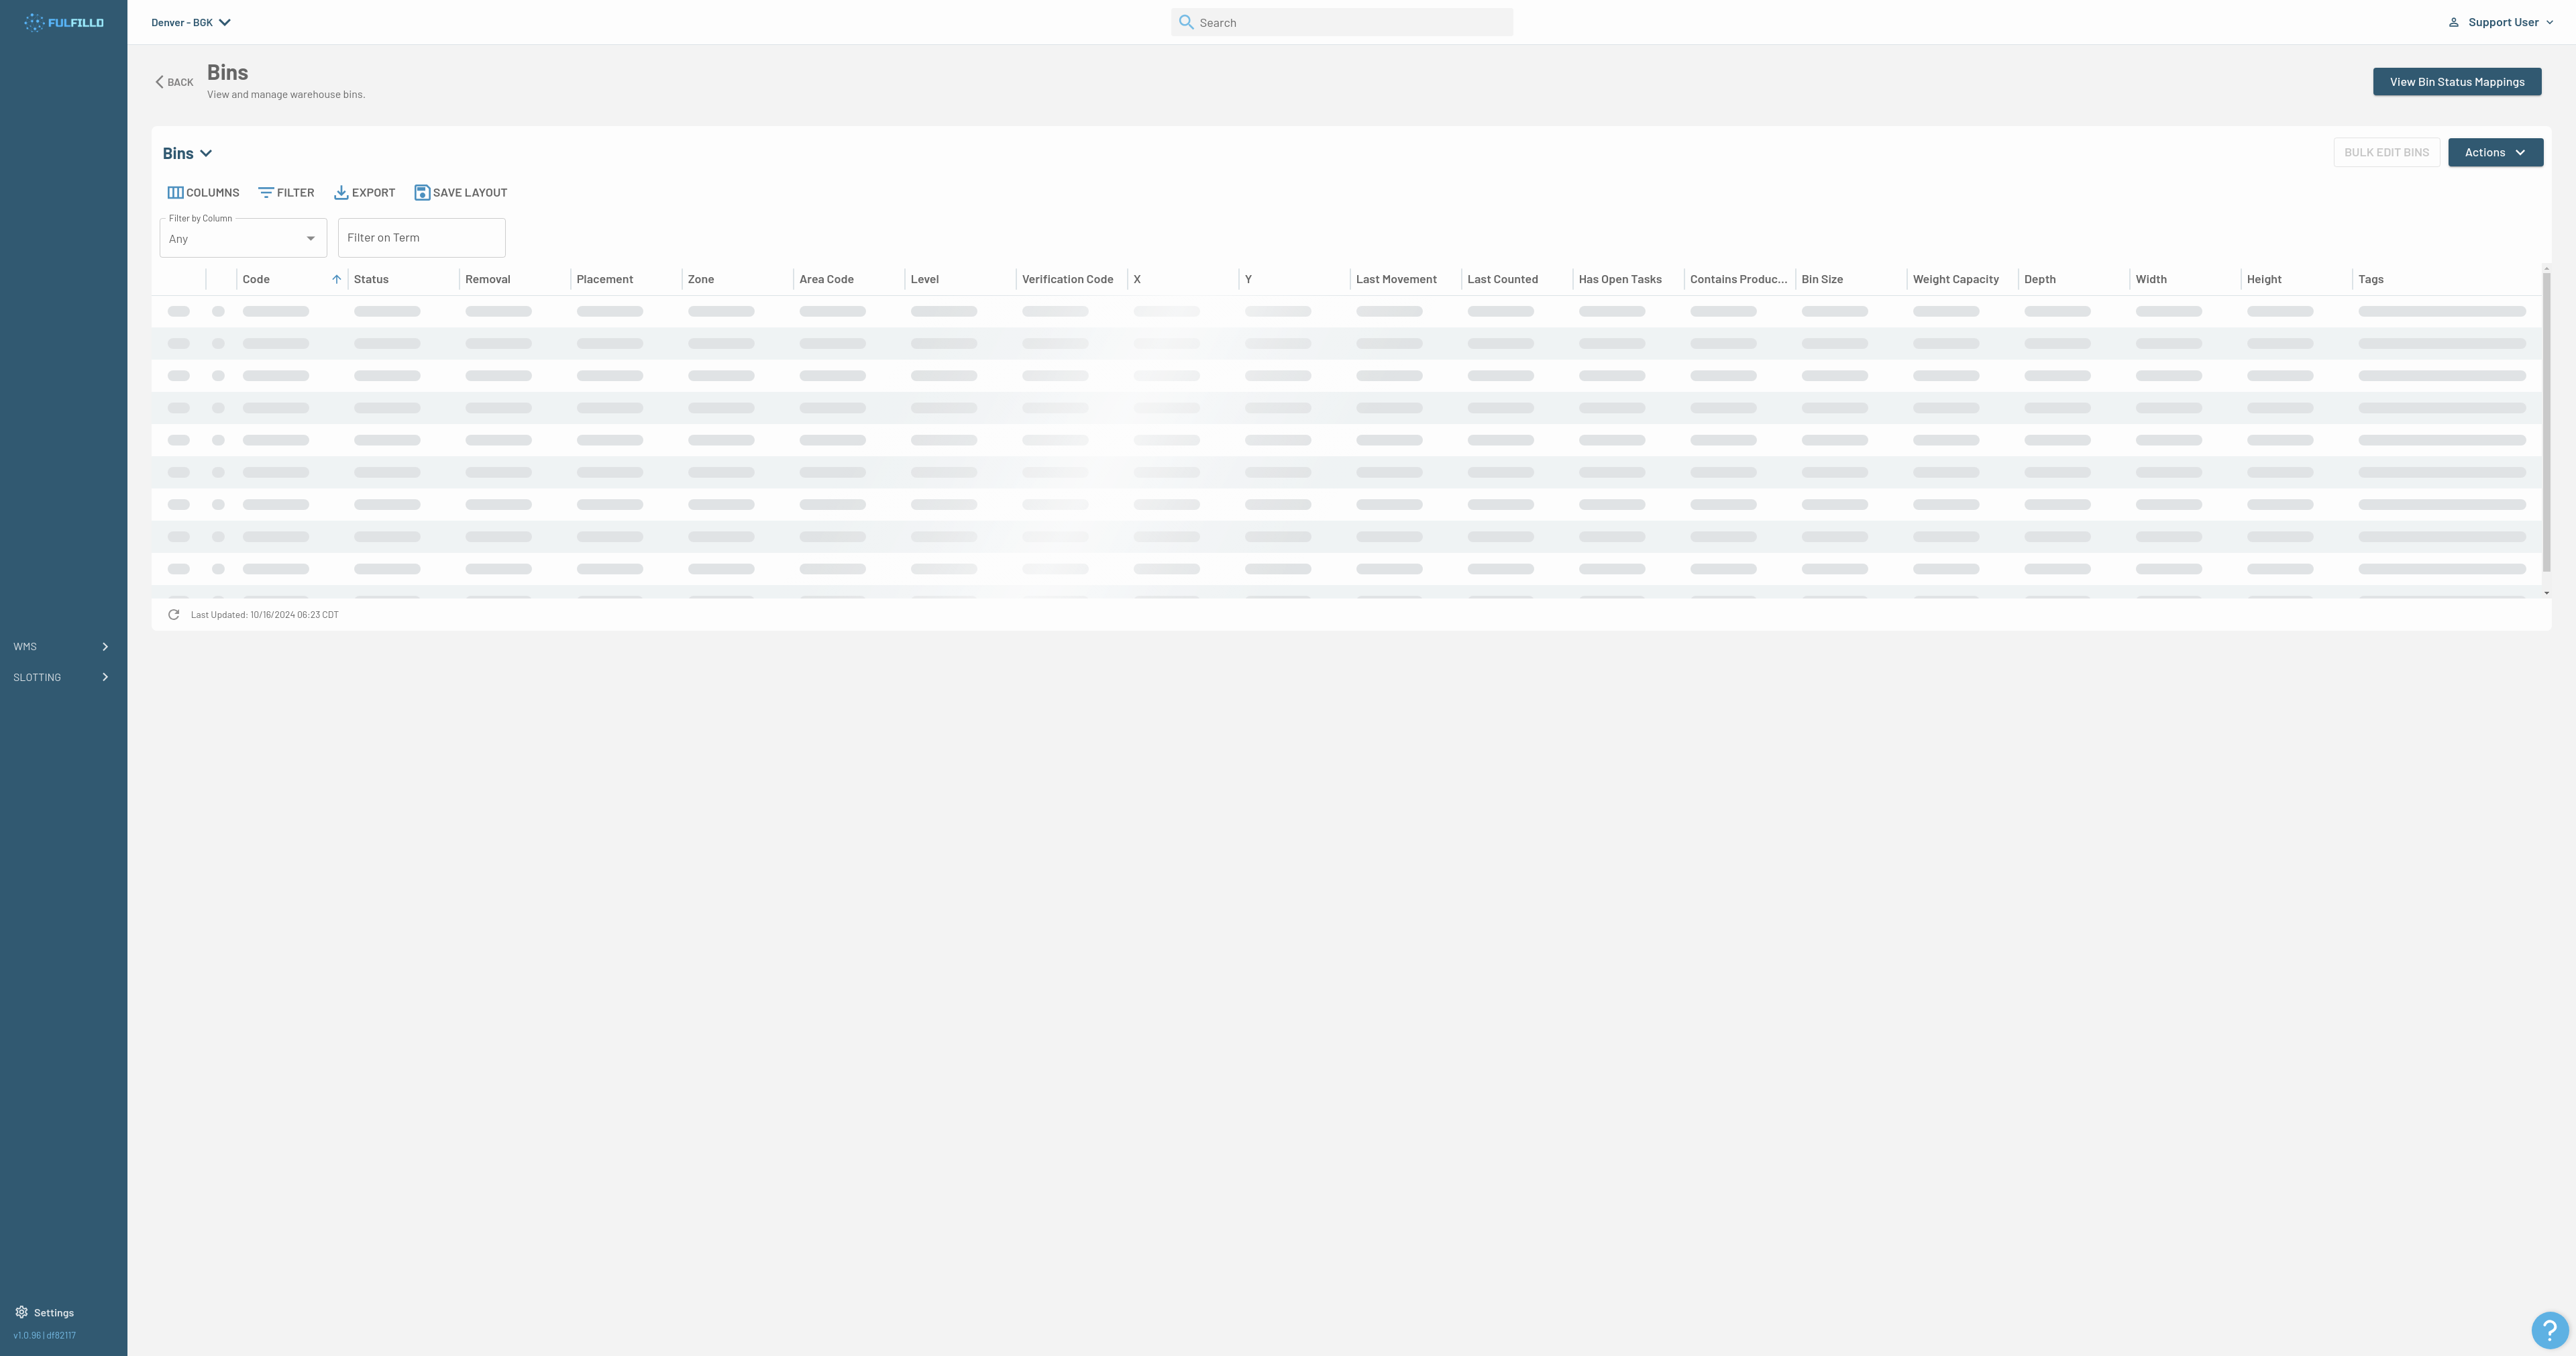 FULFILLD
Denver - BGK
Search
Support User
BACK
Bins
View and manage warehouse bins.
View Bin Status Mappings
Bins
BULK EDIT BINS
Actions
COLUMNS FILTER EXPORT SAVE LAYOUT
Filter by Column
Any
Filter on Term
Code Status Removal Placement Zone Area Code Level Verification Code X Y Last Movement Last Counted Has Open Tasks Contains Produc... Bin Size Weight Capacity Depth Width Height Tags
Last Updated: 10/16/2024 06:23 CDT
WMS
SLOTTING
Settings
v1.0.96 | df82117